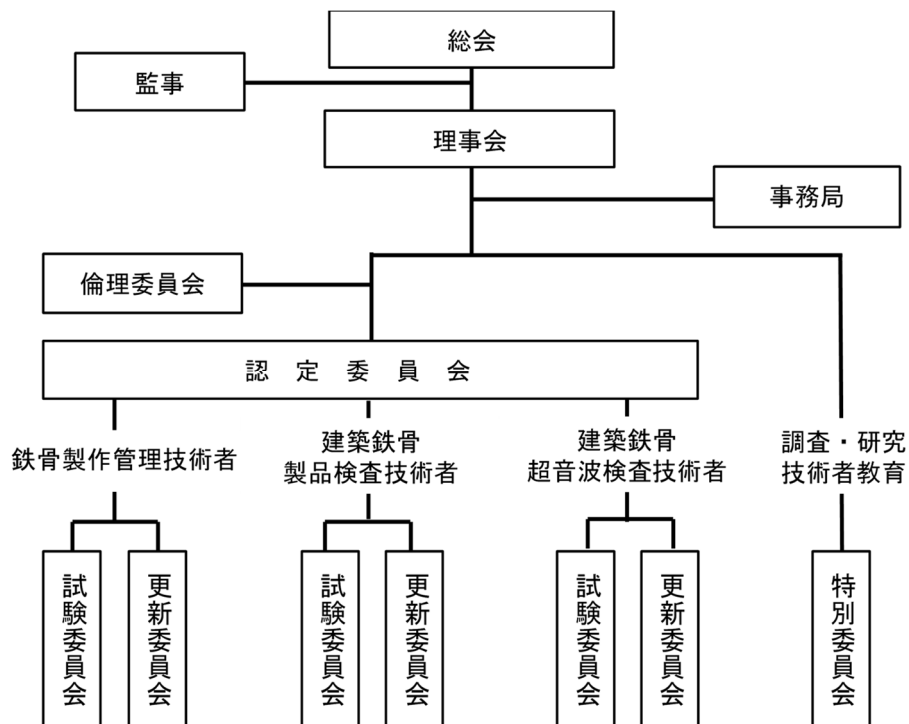 総会
監事
理事会
事務局
倫理委員会
認 定 委 員 会
鉄骨製作管理技術者
建築鉄骨
製品検査技術者
建築鉄骨
超音波検査技術者
調査・研究
技術者教育
試験委員会
更新委員会
試験委員会
更新委員会
試験委員会
更新委員会
特別委員会